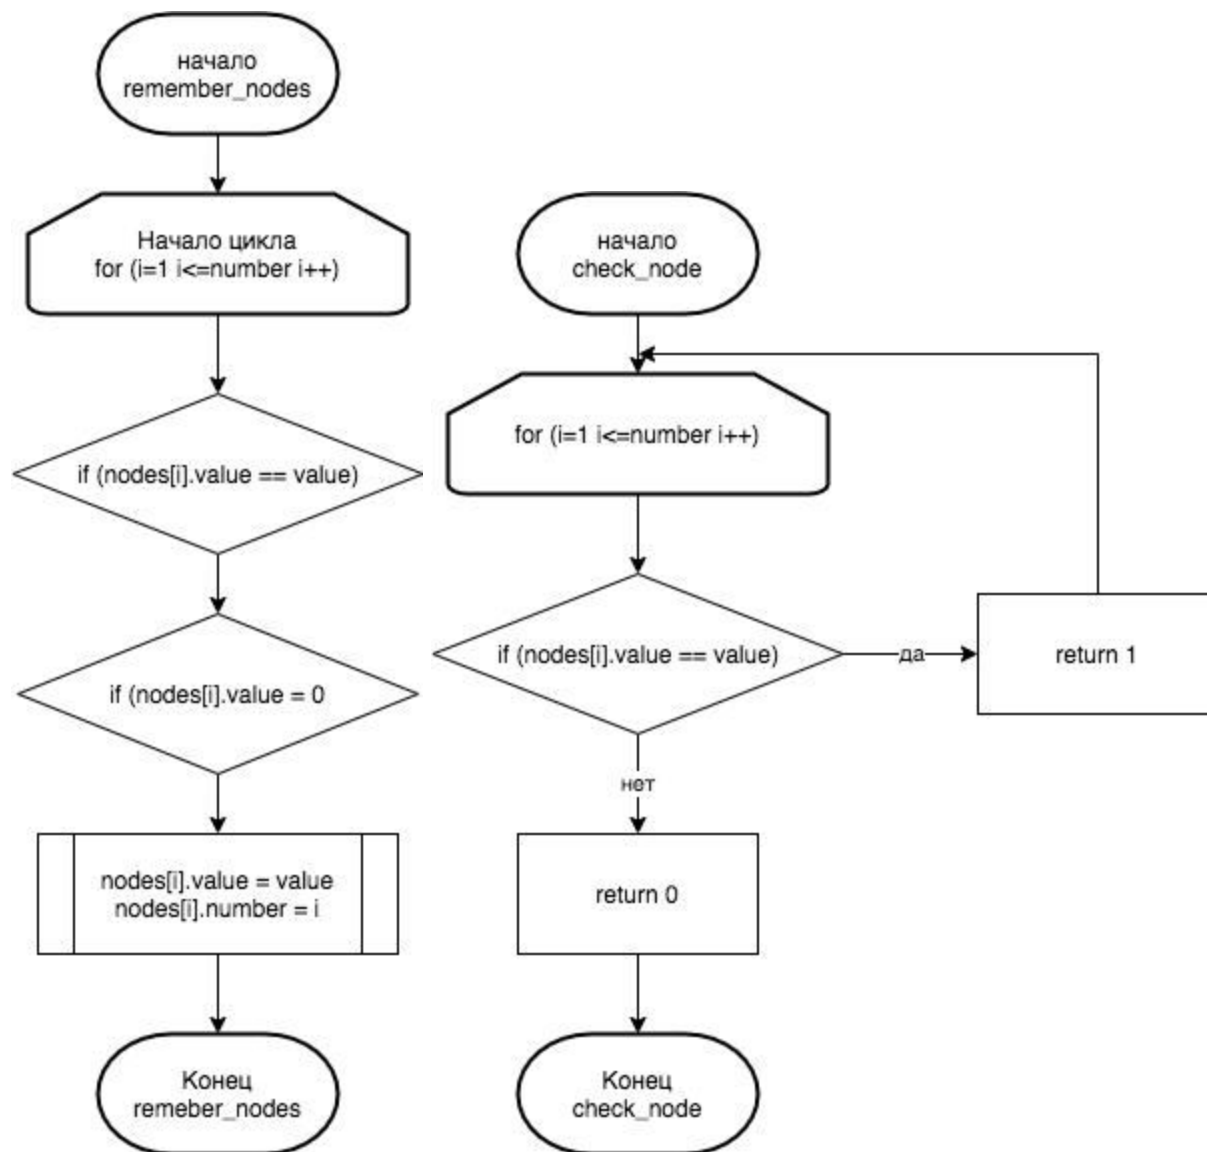 начало
remember_nodes
Начало цикла
for (i=1 i<=number i++)
if (nodes[i].value == value)
if (nodes[i].value = 0
nodes[i].value = value
nodes[i].number = i
Конец
remeber_nodes
начало
check_node
for (i=1 i<=number i++)
if (nodes[i].value == value)
да
return 1
нет
return 0
Конец
check_node